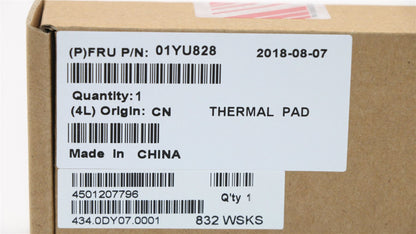 (P)FRU P/N: 01YU828 2018-08-07
Quantity:1
(4L) Origin: CN THERMAL PAD
Made In CHINA
4501207796 Q'ty 1
434.0DY07.0001 832 WSKS